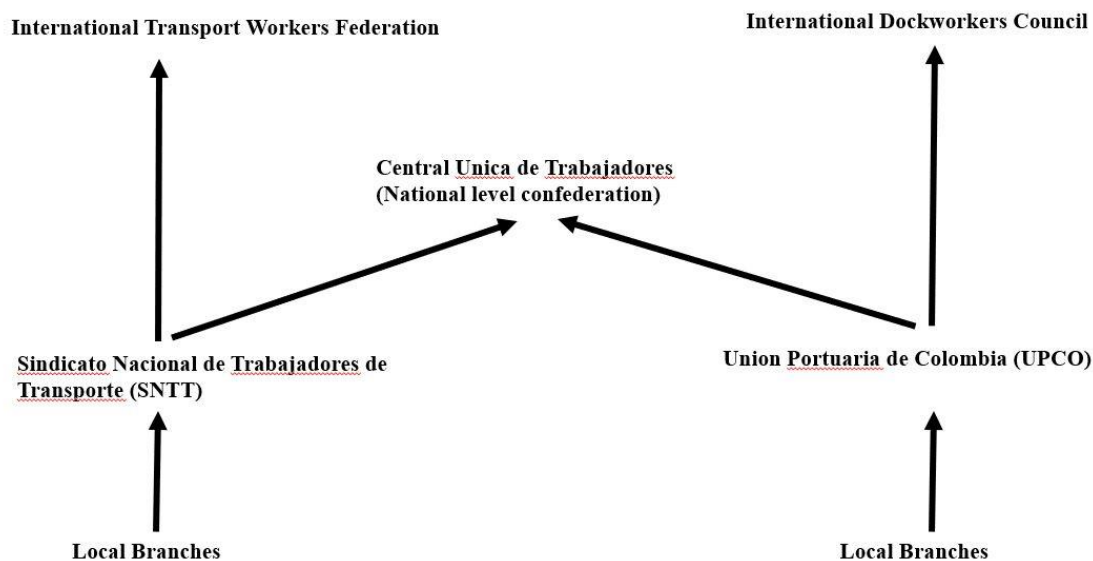 International Transport Workers Federation
International Dockworkers Council
Central Unica de Trabajadores
(National level confederation)
Sindicato Nacional de Trabajadores de
Transporte (SNTT)
Union Portuaria de Colombia (UPCO)
Local Branches
Local Branches